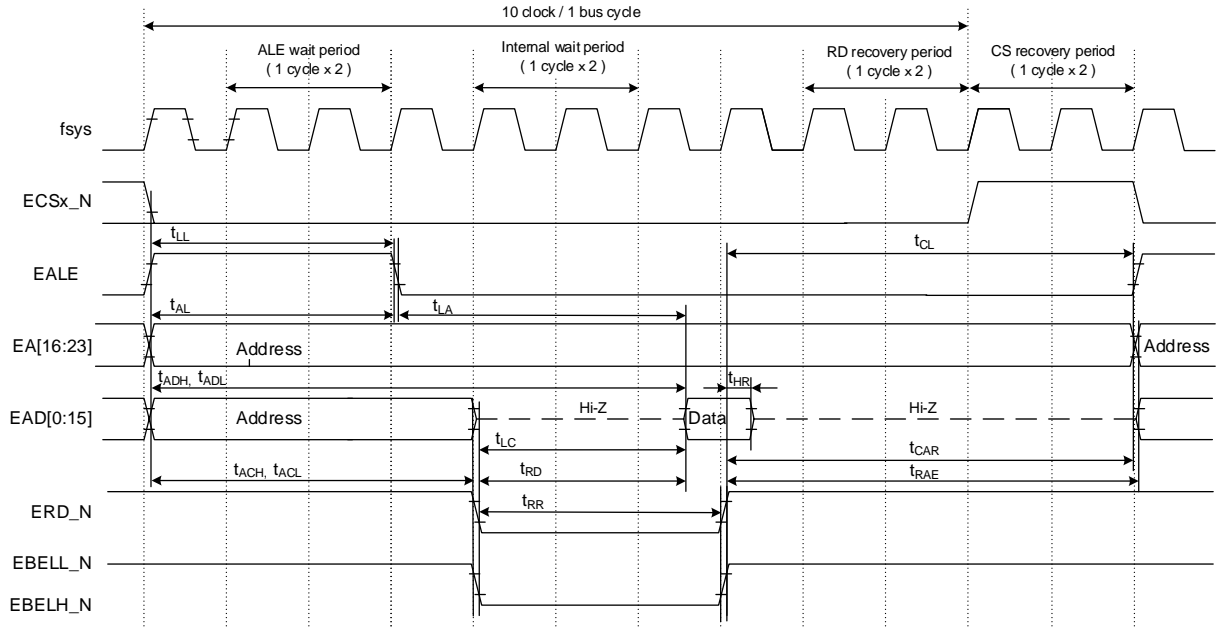 10 clock / 1 bus cycle
ALE wait period
( 1 cycle x 2 )
Internal wait period
( 1 cycle x 2 )
RD recovery period
( 1 cycle x 2 )
CS recovery period
( 1 cycle x 2 )
fsys
ECSx_N
tLL
tCL
EALE
tAL
tLA
EA[16:23]
Address
Address
tADH, tADL
tHR
EAD[0:15]
Address
Hi-Z
Data
Hi-Z
tLC
tCAR
tACH, tACL
tRD
tRAE
tRR
ERD_N
EBELL_N
EBELH_N